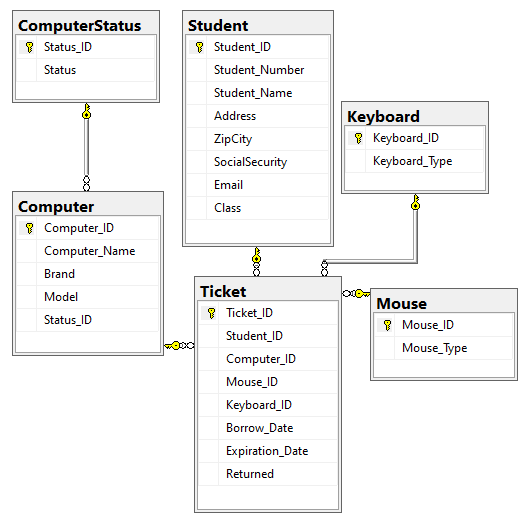 ComputerStatus
Status_ID
Status
Student
Student_ID
Student_Number
Student_Name
Address
ZipCity
SocialSecurity
Email
Class
Keyboard
Keyboard_ID
Keyboard_Type
Computer
Computer_ID
Computer_Name
Brand
Model
Status_ID
Ticket
Ticket_ID
Student_ID
Computer_ID
Mouse_ID
Keyboard_ID
Borrow_Date
Expiration_Date
Returned
Mouse
Mouse_ID
Mouse_Type